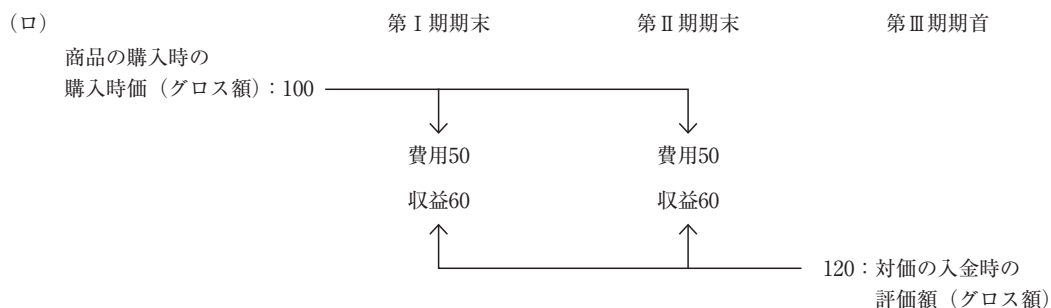 (ロ) 第Ⅰ期期末 第Ⅱ期期末 第Ⅲ期期首
商品の購入時の
購入時価(グロス額):100
費用50 費用50
収益60 収益60
120:対価の入金時の
評価額(グロス額)